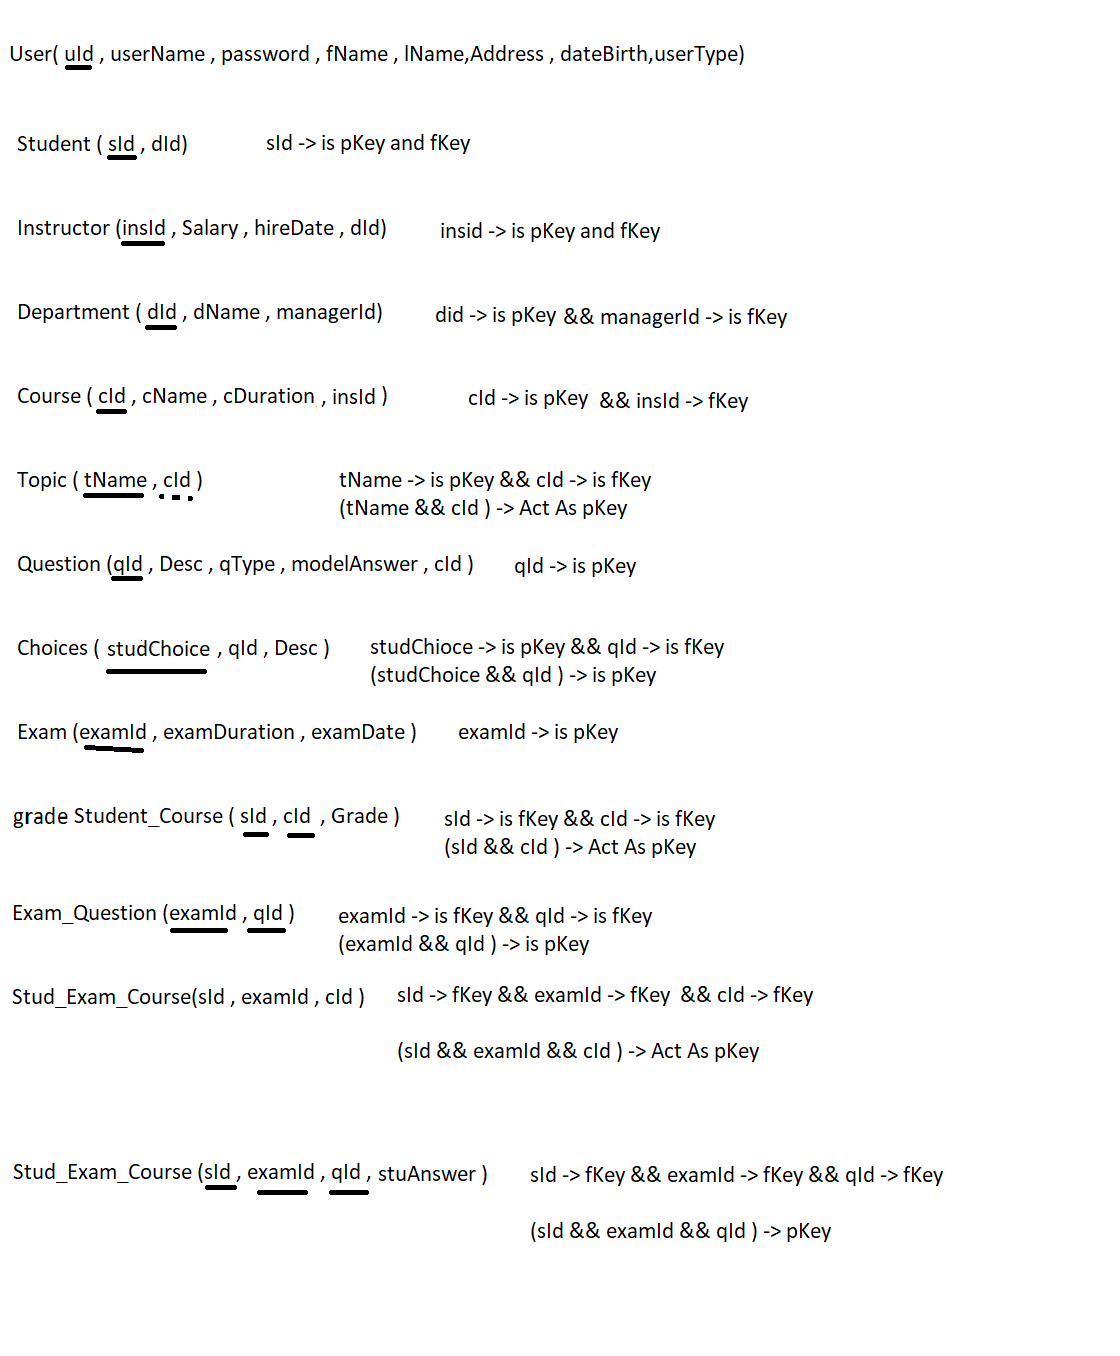 User( uId , userName , password , fName , lName,Address , dateBirth,userType)
Student ( sId , dId) sId -> is pKey and fKey
Instructor (insId , Salary , hireDate , dId) insid -> is pKey and fKey
Department ( dId , dName , managerId) did -> is pKey && managerId -> is fKey
Course ( cId , cName , cDuration , insId ) cId -> is pKey && insId -> fKey
Topic ( tName , cId ) tName -> is pKey && cId -> is fKey
(tName && cId ) -> Act As pKey
Question (qId , Desc , qType , modelAnswer , cId ) qId -> is pKey
Choices ( studChoice , qId , Desc ) studChioce -> is pKey && qId -> is fKey
(studChoice && qId ) -> is pKey
Exam (examId , examDuration , examDate ) examId -> is pKey
grade Student_Course ( sId , cId , Grade ) sId -> is fKey && cId -> is fKey
(sId && cId ) -> Act As pKey
Exam_Question (examId , qId ) examId -> is fKey && qId -> is fKey
(examId && qId ) -> is pKey
Stud_Exam_Course(sId , examId , cId ) sId -> fKey && examId -> fKey && cId -> fKey
(sId && examId && cId ) -> Act As pKey
Stud_Exam_Course (sId , examId , qId , stuAnswer ) sId -> fKey && examId -> fKey && qId -> fKey
(sId && examId && qId ) -> pKey